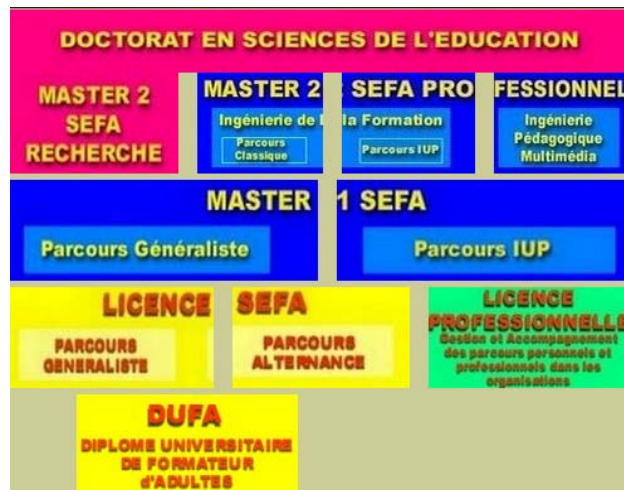 DOCTORAT EN SCIENCES DE L'EDUCATION
MASTER 2
SEFA
RECHERCHE
MASTER 2 : SEFA PROFESSIONNEL
Ingénierie de la Formation
Parcours
Classique
Parcours IUP
Ingénierie
Pédagogique
Multimédia
MASTER 1 SEFA
Parcours Généraliste
Parcours IUP
LICENCE SEFA
PARCOURS
GENERALISTE
PARCOURS
ALTERNANCE
LICENCE
PROFESSIONNELLE
Gestion et Accompagnement
des parcours personnels et
professionnels dans les
organisations
DUFA
DIPLOME UNIVERSITAIRE
DE FORMATEUR
d'ADULTES